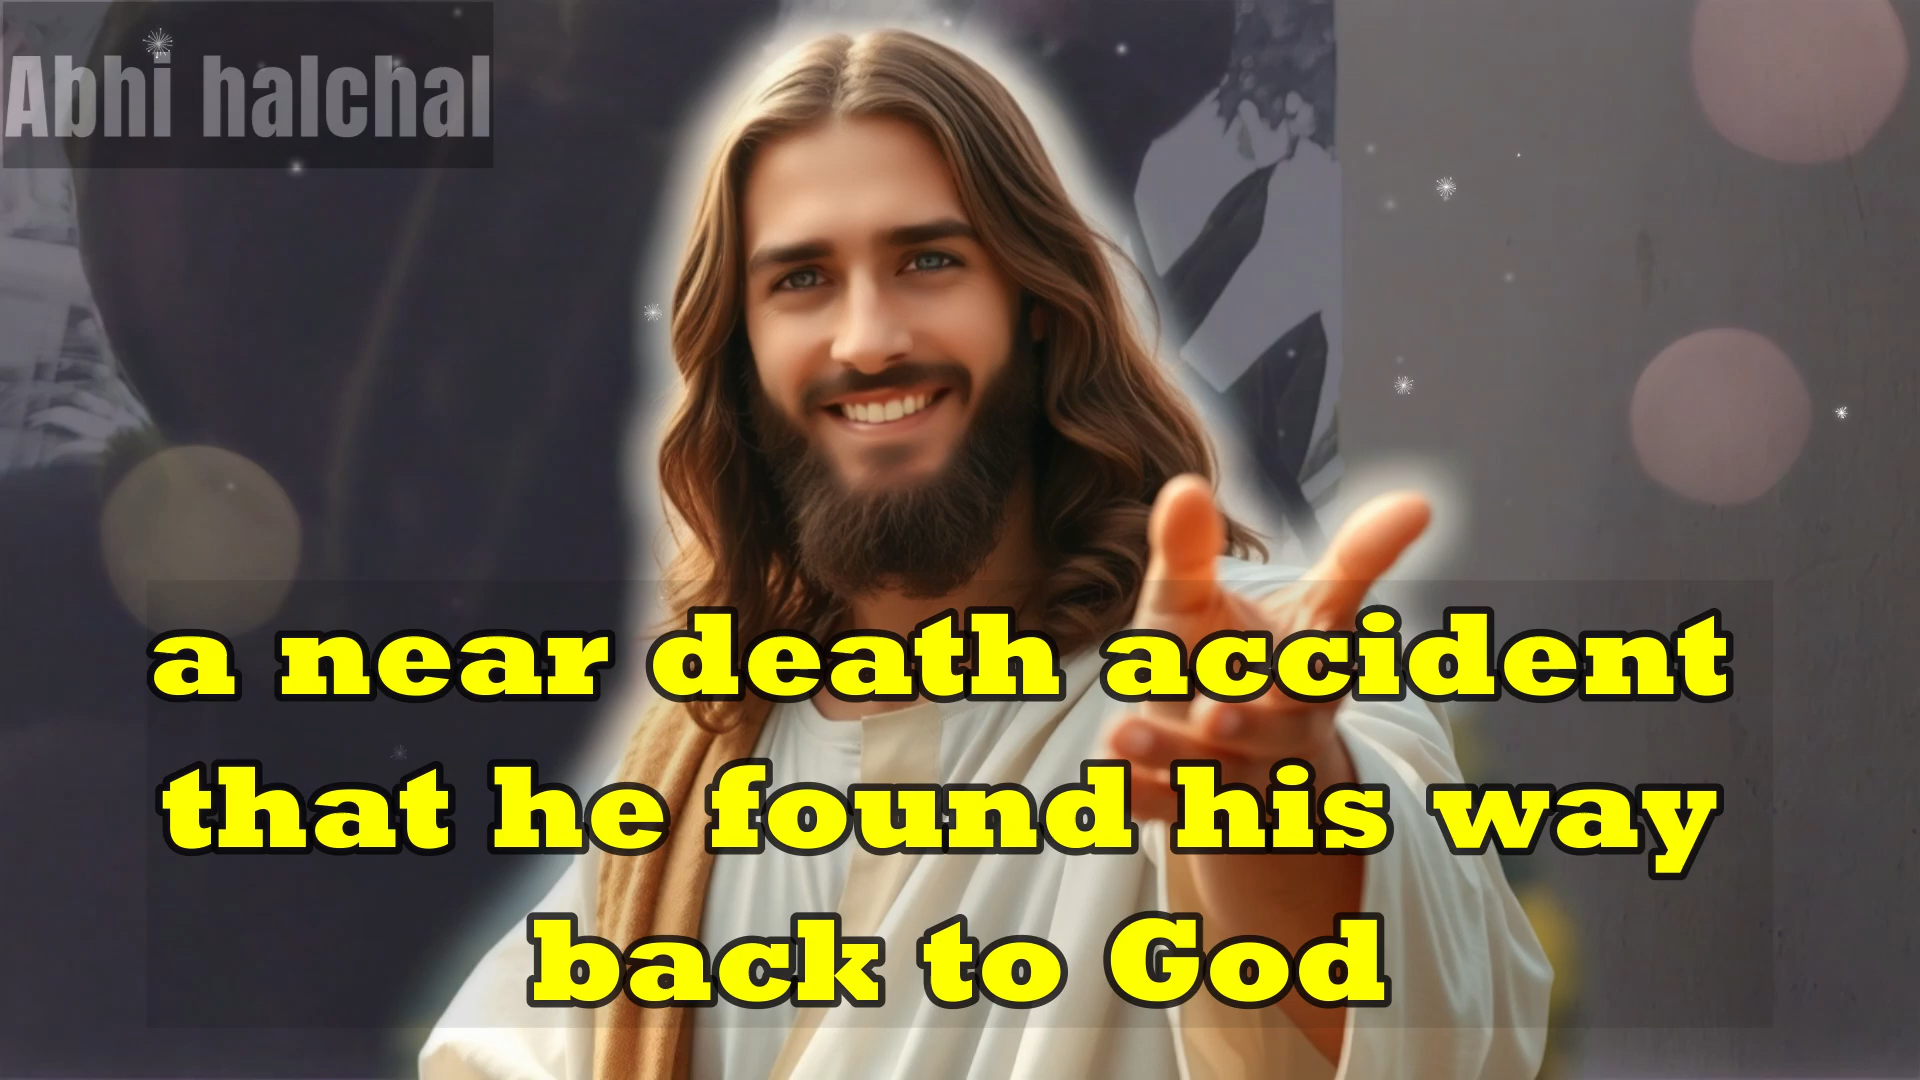 Abhi halchal
a near death accident
that he found his way
back to God